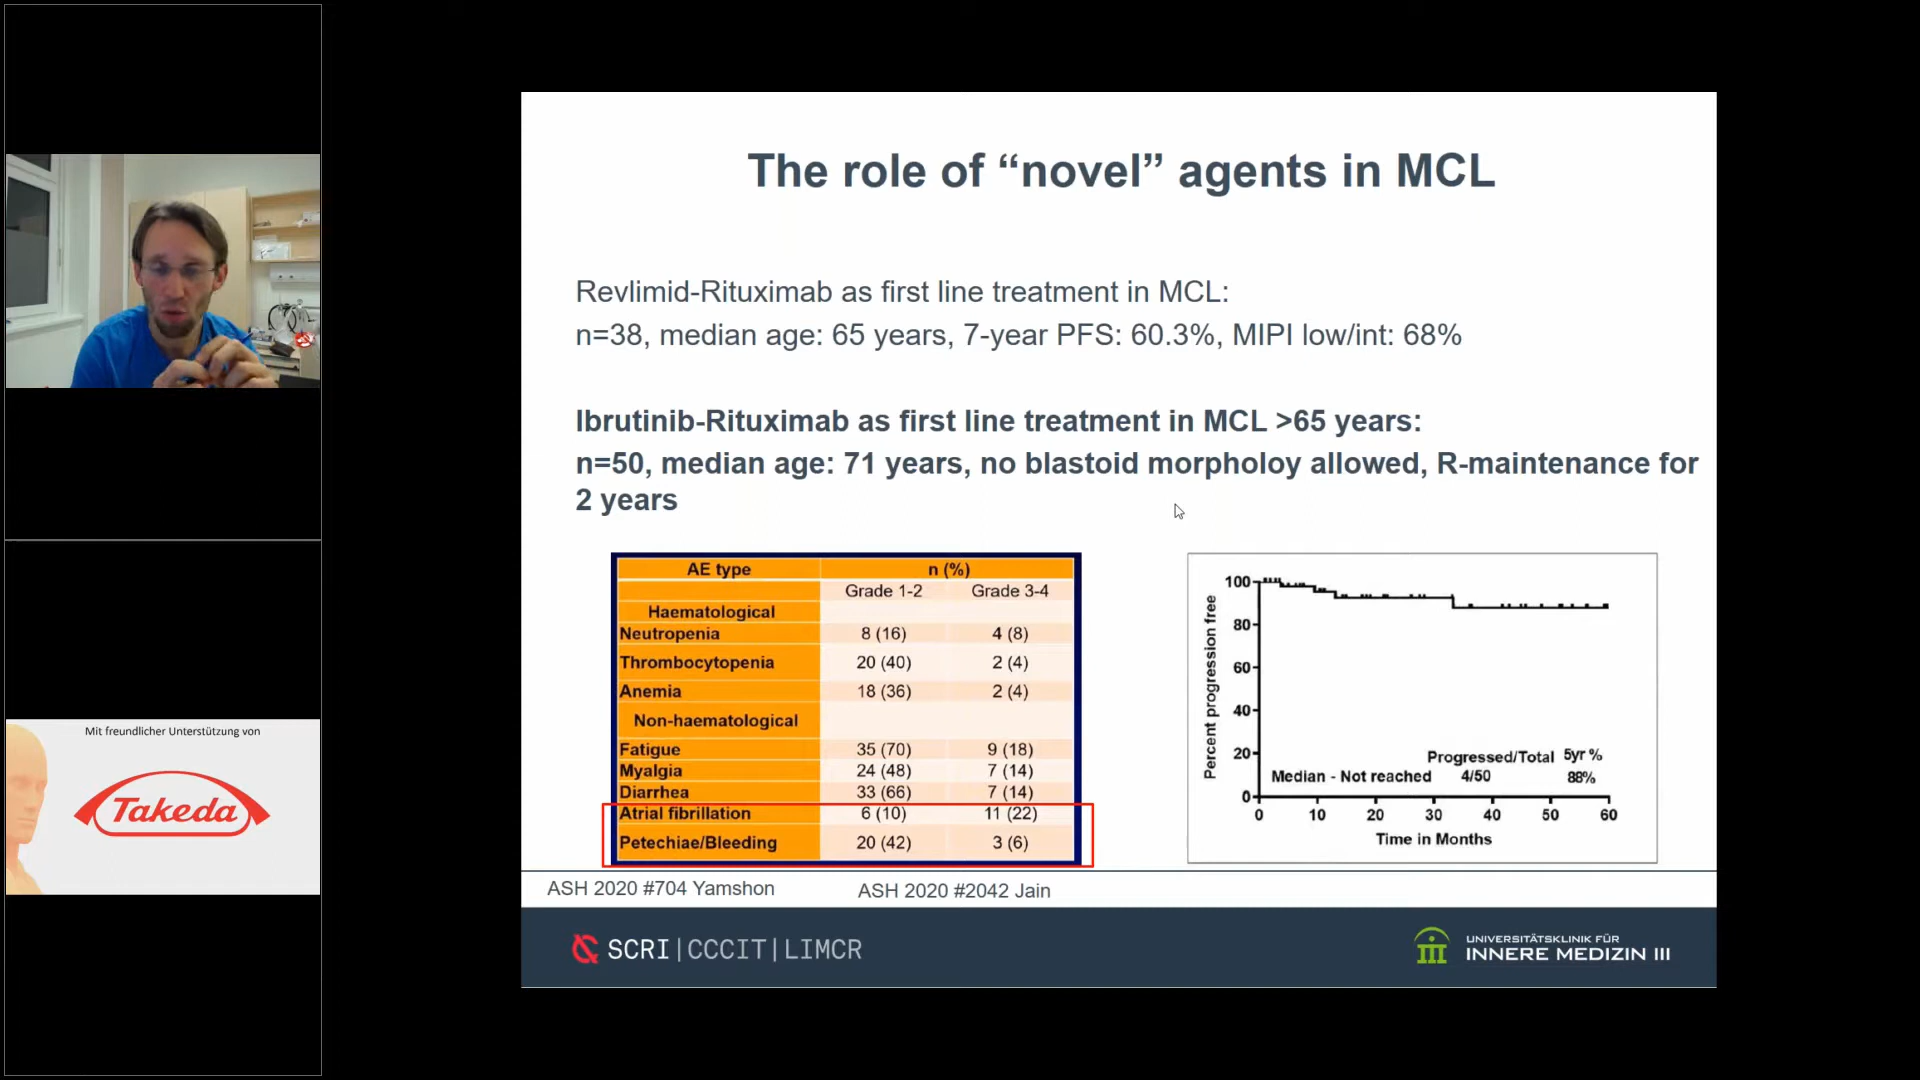 The role of “novel” agents in MCL
Revlimid-Rituximab as first line treatment in MCL:
n=38, median age: 65 years, 7-year PFS: 60.3%, MIPI low/int: 68%
Ibrutinib-Rituximab as first line treatment in MCL >65 years:
n=50, median age: 71 years, no blastoid morpholoy allowed, R-maintenance for
2 years
AE type n (%)
Grade 1-2 Grade 3-4
Haematological
Neutropenia 8 (16) 4 (8)
Thrombocytopenia 20 (40) 2 (4)
Anemia 18 (36) 2 (4)
Non-haematological
Fatigue 35 (70) 9 (18)
Myalgia 24 (48) 7 (14)
Diarrhea 33 (66) 7 (14)
Atrial fibrillation 6 (10) 11 (22)
Petechiae/Bleeding 20 (42) 3 (6)
Percent progression free
100
80
60
40
20
0
Progressed/Total 5yr %
Median - Not reached 4/50 88%
0 10 20 30 40 50 60
Time in Months
ASH 2020 #704 Yamshon ASH 2020 #2042 Jain
SCRI|CCCIT|LIMCR
UNIVERSITÄTSKLINIK FÜR
INNERE MEDIZIN III
Mit freundlicher Unterstützung von
Takeda